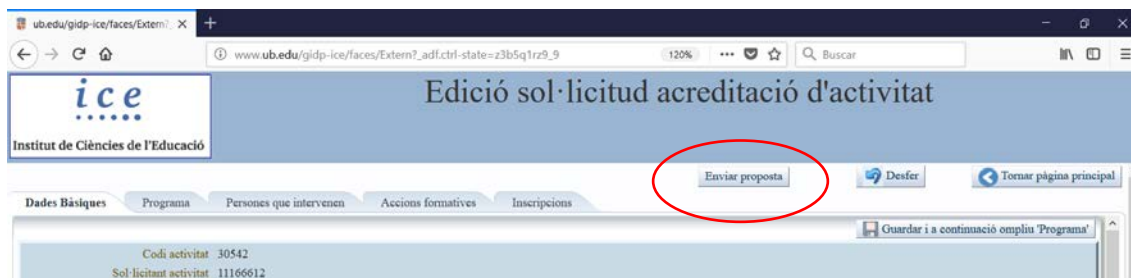 ub.edu/gidp-ice/faces/Extern?_
www.ub.edu/gidp-ice/faces/Extern?_adf.ctrl-state=z3b5q1rz9_9
120%
Buscar
ice
Institut de Ciències de l'Educació
Edició sol·licitud acreditació d'activitat
Enviar proposta
Desfer
Tornar pàgina principal
Dades Bàsiques
Programa
Persones que intervenen
Accions formatives
Inscripcions
Guardar i a continuació ompliu 'Programa'
Codi activitat 30542
Sol·licitant activitat 11166612